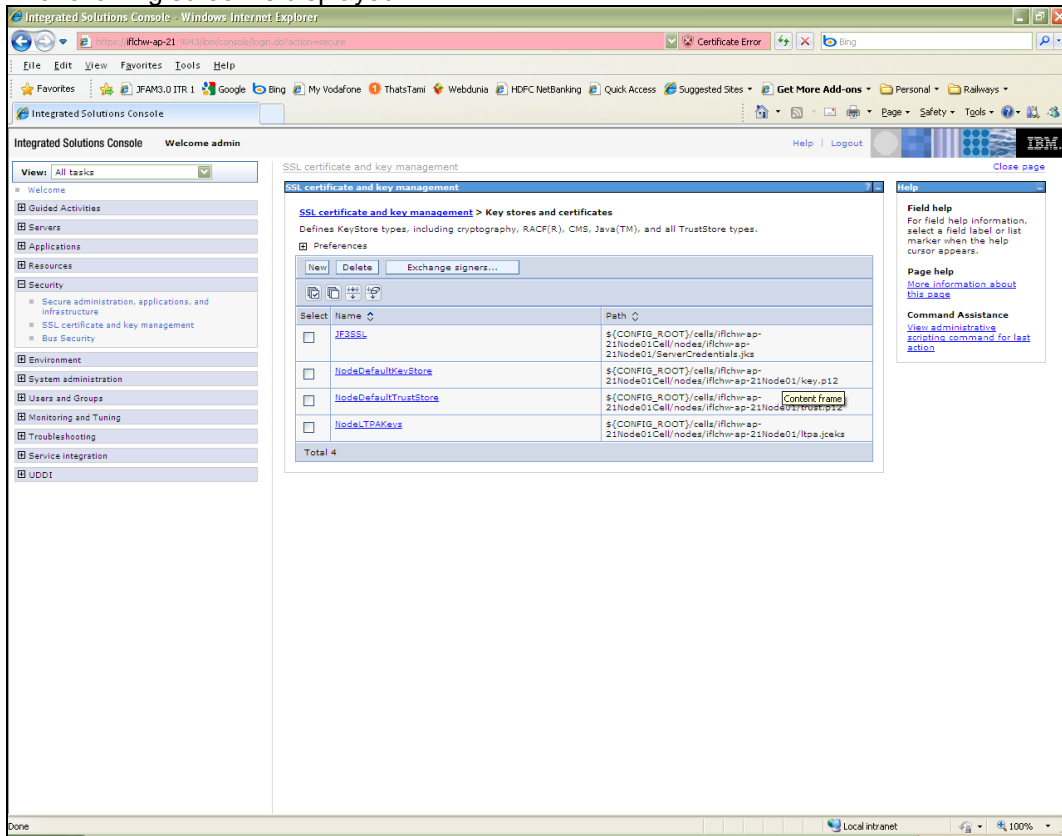 Integrated Solutions Console - Windows Internet Explorer
https://iflchw-ap-21:9043/ibm/console/login.do?action=secure
Certificate Error
Bing
File Edit View Favorites Tools Help
Favorites JFAM3.0 ITR 1 Google Bing My Vodafone ThatsTami Webdunia HDFC NetBanking Quick Access Suggested Sites Get More Add-ons Personal Railways
Integrated Solutions Console
Page Safety Tools
Integrated Solutions Console Welcome admin
Help | Logout
IBM.
View: All tasks
Welcome
Guided Activities
Servers
Applications
Resources
Security
Secure administration, applications, and
infrastructure
SSL certificate and key management
Bus Security
Environment
System administration
Users and Groups
Monitoring and Tuning
Troubleshooting
Service integration
UDDI
SSL certificate and key management
Close page
SSL certificate and key management ? -
SSL certificate and key management > Key stores and certificates
Defines KeyStore types, including cryptography, RACF(R), CMS, Java(TM), and all TrustStore types.
Preferences
New Delete Exchange signers...
Select Name Path
JF3SSL
${CONFIG_ROOT}/cells/iflchw-ap-
21Node01Cell/nodes/iflchw-ap-
21Node01/ServerCredentials.jks
NodeDefaultKeyStore
${CONFIG_ROOT}/cells/iflchw-ap-
21Node01Cell/nodes/iflchw-ap-21Node01/key.p12
NodeDefaultTrustStore
${CONFIG_ROOT}/cells/iflchw-ap-
21Node01Cell/nodes/iflchw-ap-21Node01/trust.p12
Content frame
NodeLTPAKeys
${CONFIG_ROOT}/cells/iflchw-ap-
21Node01Cell/nodes/iflchw-ap-21Node01/ltpa.jceks
Total 4
Help -
Field help
For field help information,
select a field label or list
marker when the help
cursor appears.
Page help
More information about
this page
Command Assistance
View administrative
scripting command for last
action
Done
Local intranet
100%